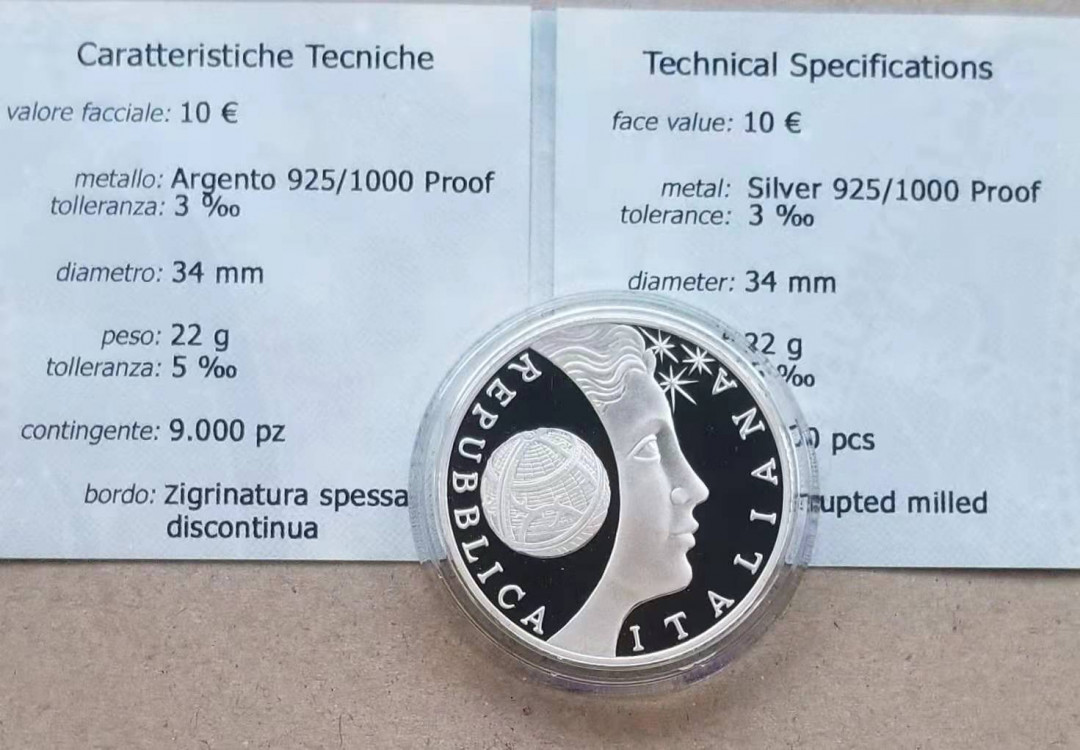 Caratteristiche Tecniche
valore facciale: 10 €
metallo: Argento 925/1000 Proof
tolleranza: 3 ‰
diametro: 34 mm
peso: 22 g
tolleranza: 5 ‰
contingente: 9.000 pz
bordo: Zigrinatura spessa
discontinua
Technical Specifications
face value: 10 €
metal: Silver 925/1000 Proof
tolerance: 3 ‰
diameter: 34 mm
22 g
‰
pcs
milled
REPUBBLICA ITALIANA